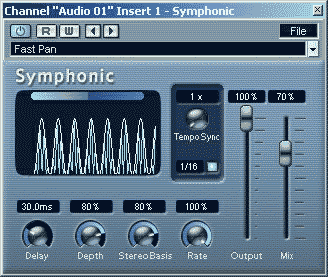 Channel "Audio 01" Insert 1 - Symphonic
R W File
Fast Pan
Symphonic
1 x 100% 70%
Tempo Sync
1/16
30.0ms 80% 80% 100%
Delay Depth Stereo Basis Rate Output Mix